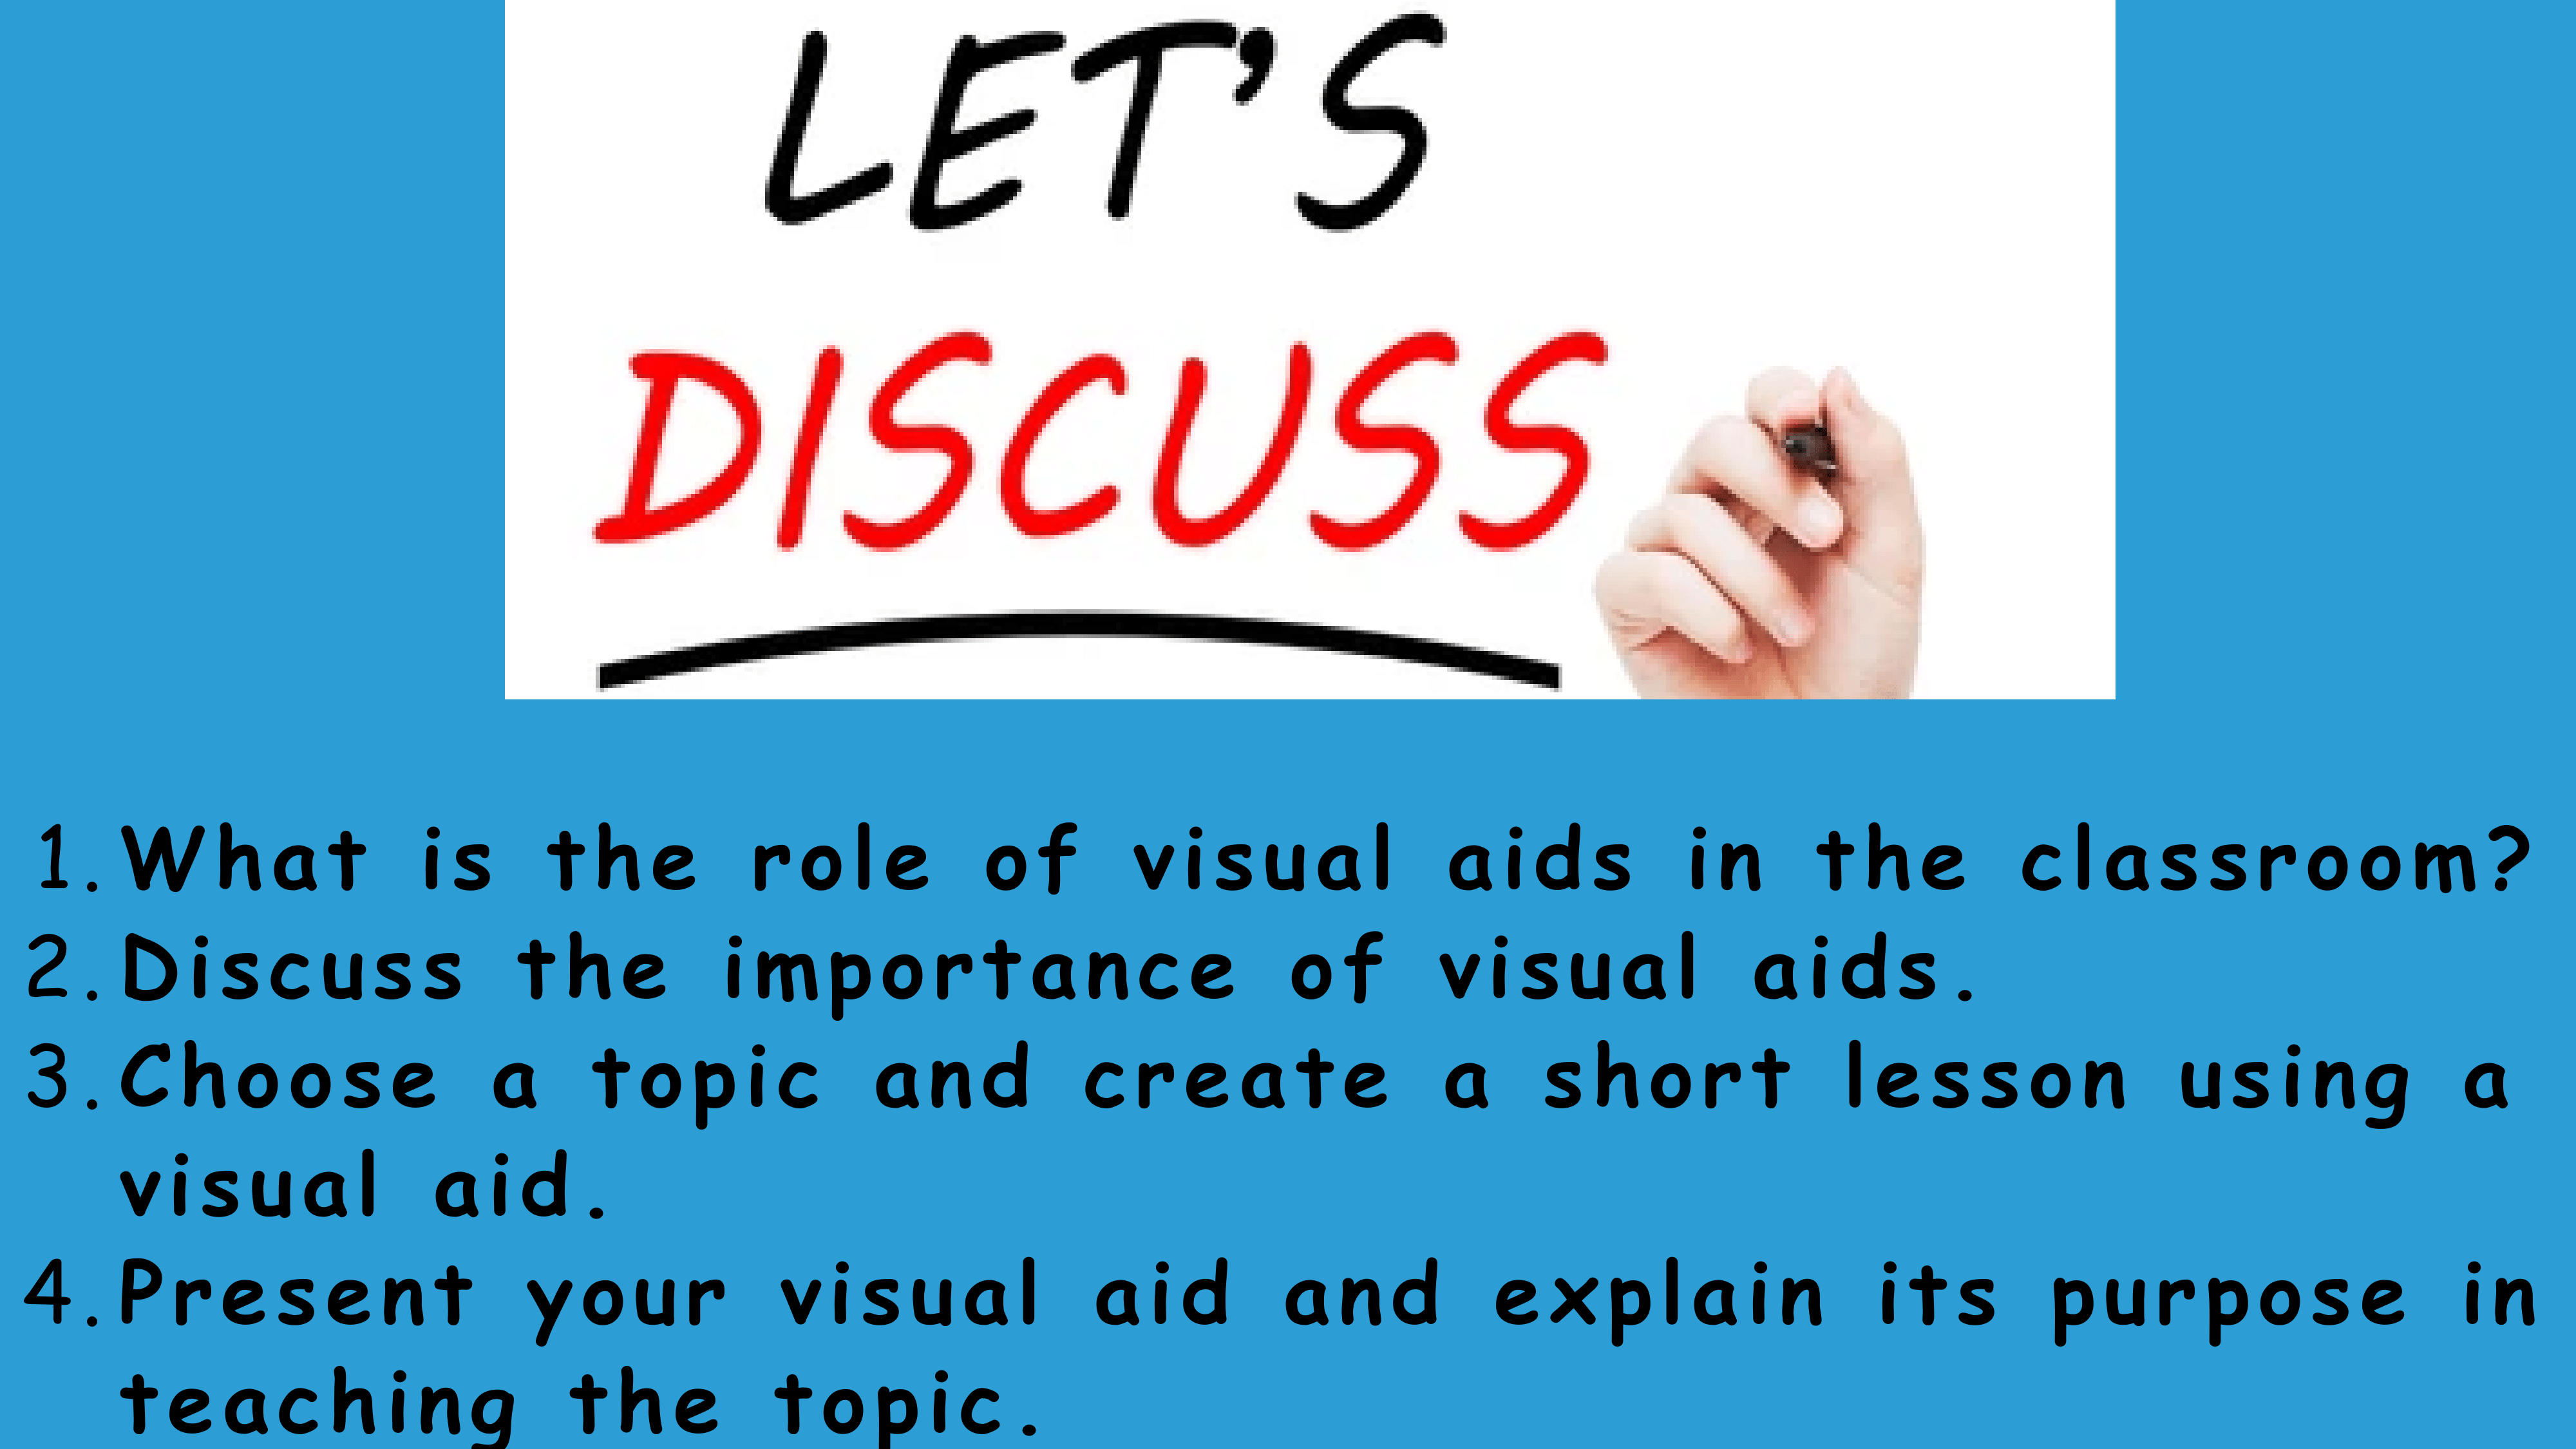 LET'S
DISCUSS
1. What is the role of visual aids in the classroom?
2. Discuss the importance of visual aids.
3. Choose a topic and create a short lesson using a
visual aid.
4. Present your visual aid and explain its purpose in
teaching the topic.